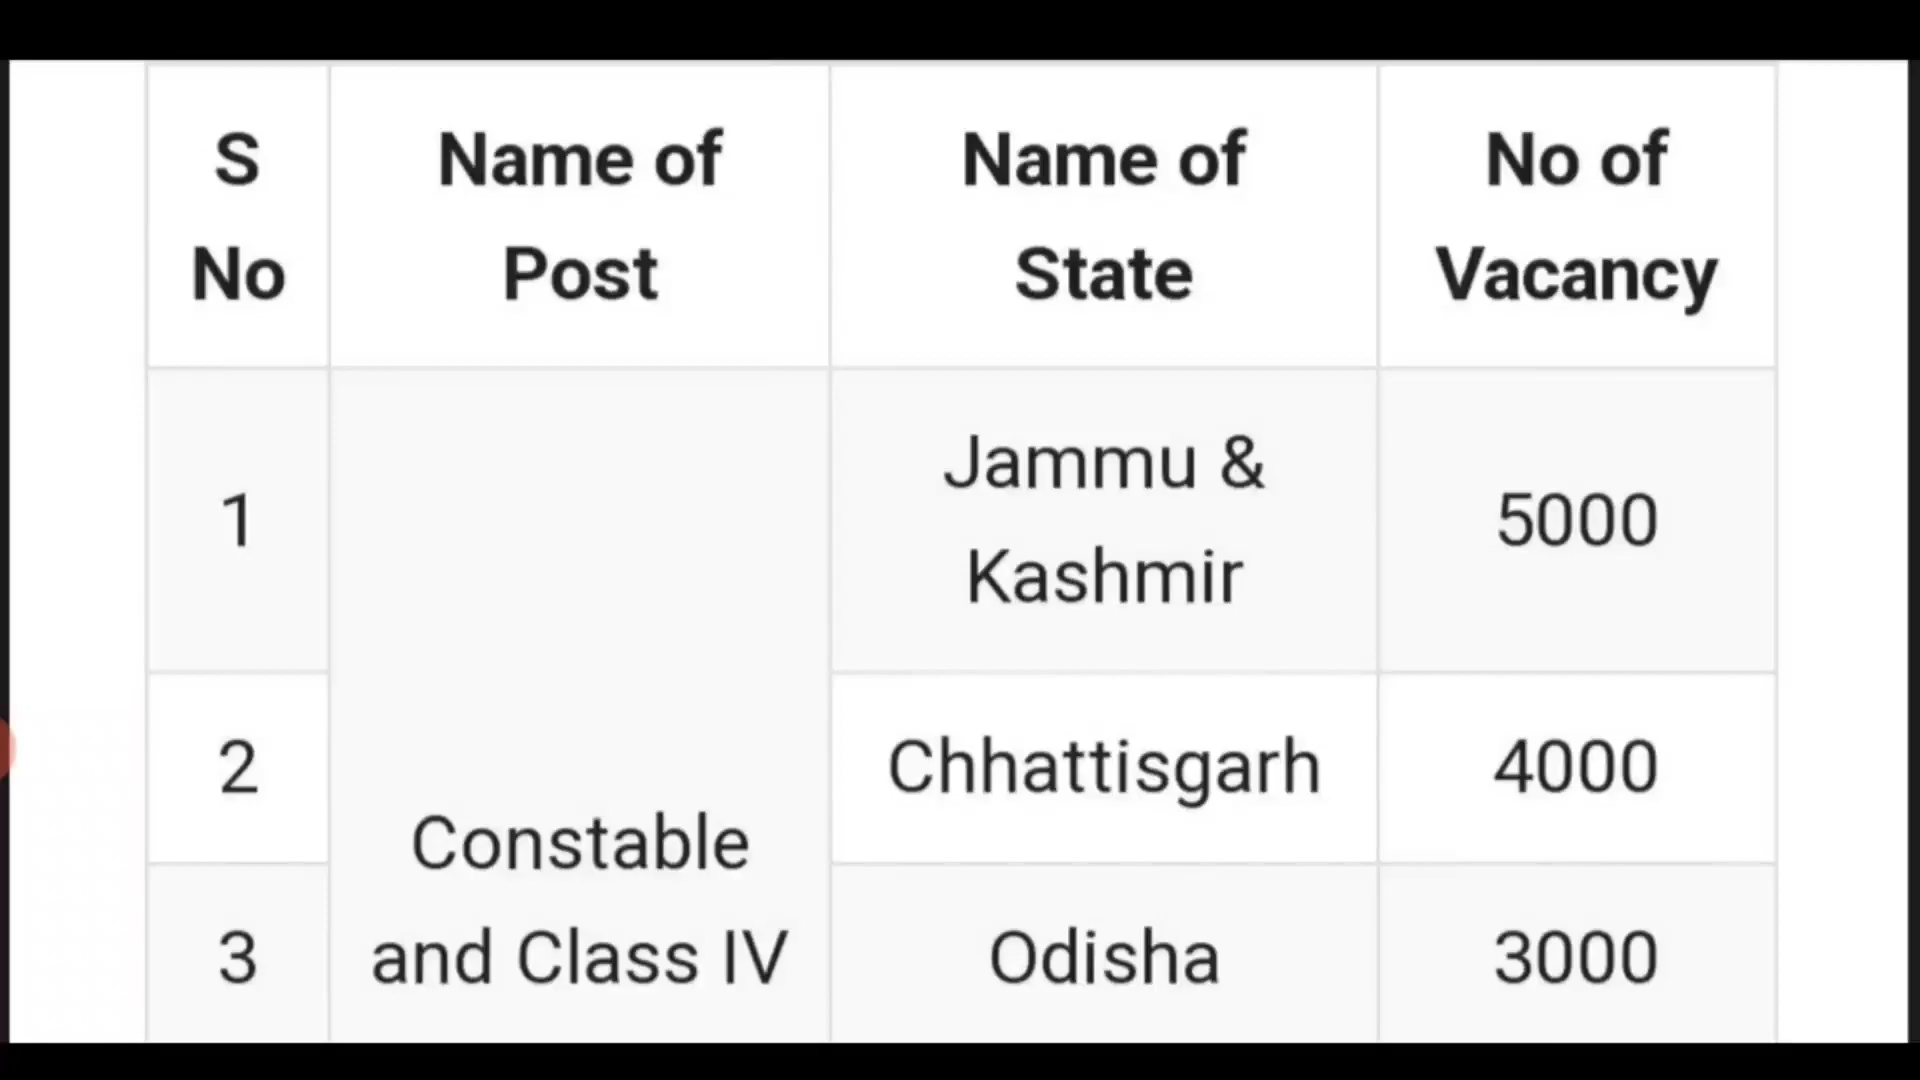 S No
Name of Post
Name of State
No of Vacancy
1
Jammu &
Kashmir
5000
2
Chhattisgarh
4000
Constable
and Class IV
3
Odisha
3000